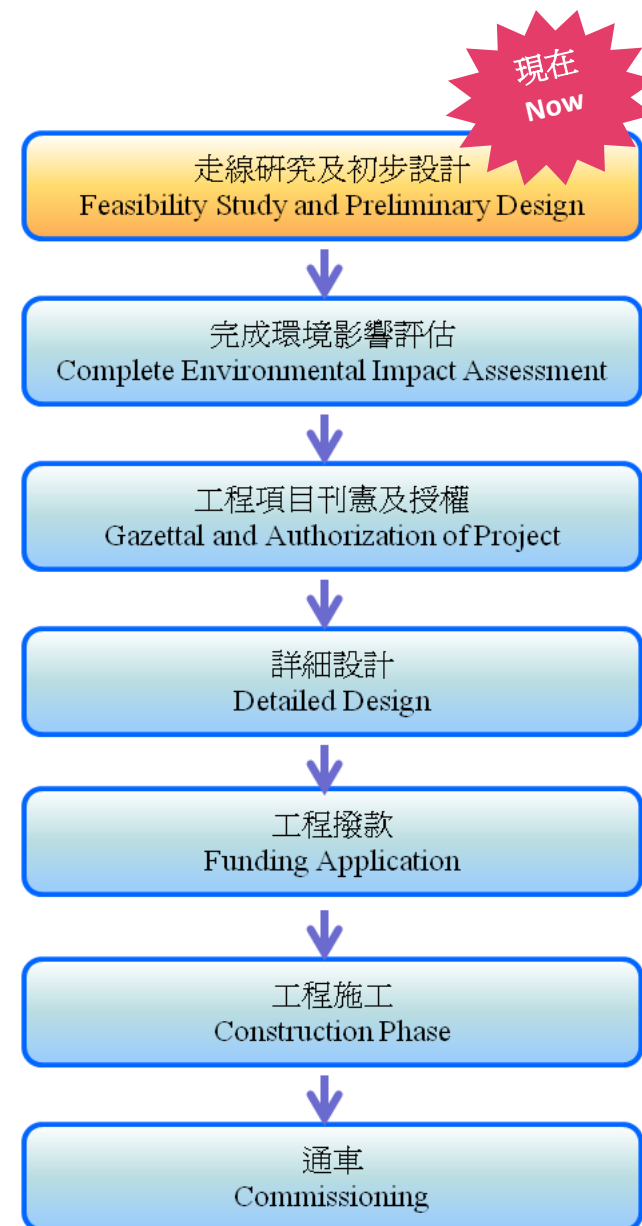 現在
Now
走線研究及初步設計
Feasibility Study and Preliminary Design
完成環境影響評估
Complete Environmental Impact Assessment
工程項目刊憲及授權
Gazettal and Authorization of Project
詳細設計
Detailed Design
工程撥款
Funding Application
工程施工
Construction Phase
通車
Commissioning